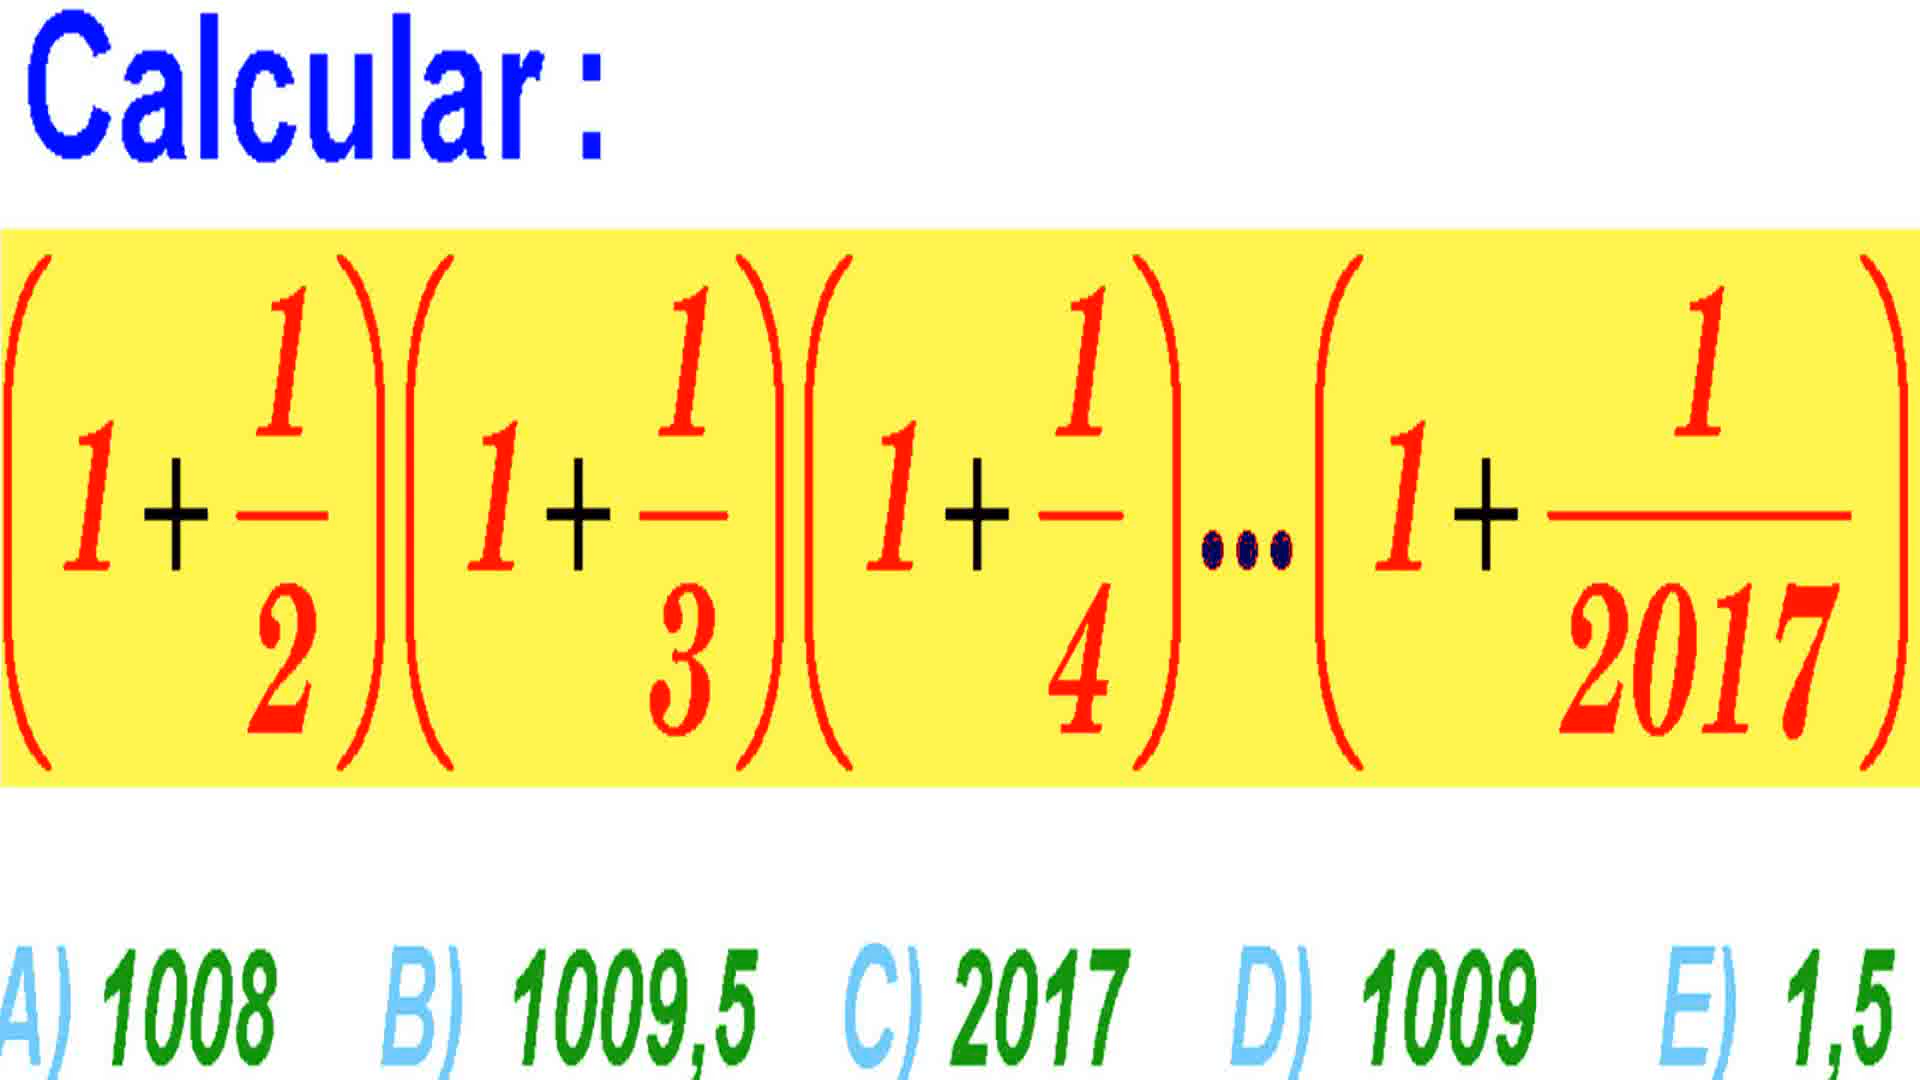 Calcular :
(1+1/2)(1+1/3)(1+1/4)...(1+1/2017)
A) 1008 B) 1009,5 C) 2017 D) 1009 E) 1,5